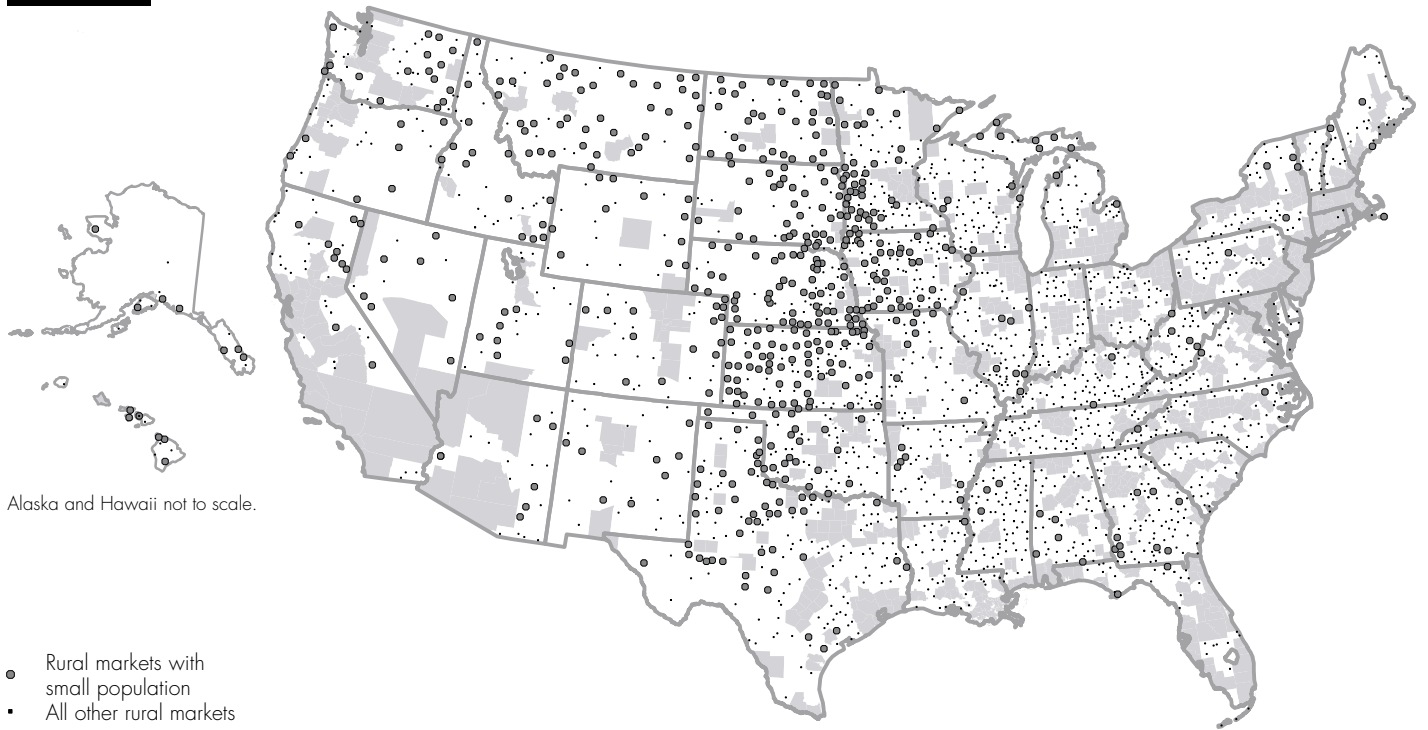 Alaska and Hawaii not to scale.
Rural markets with
small population
All other rural markets